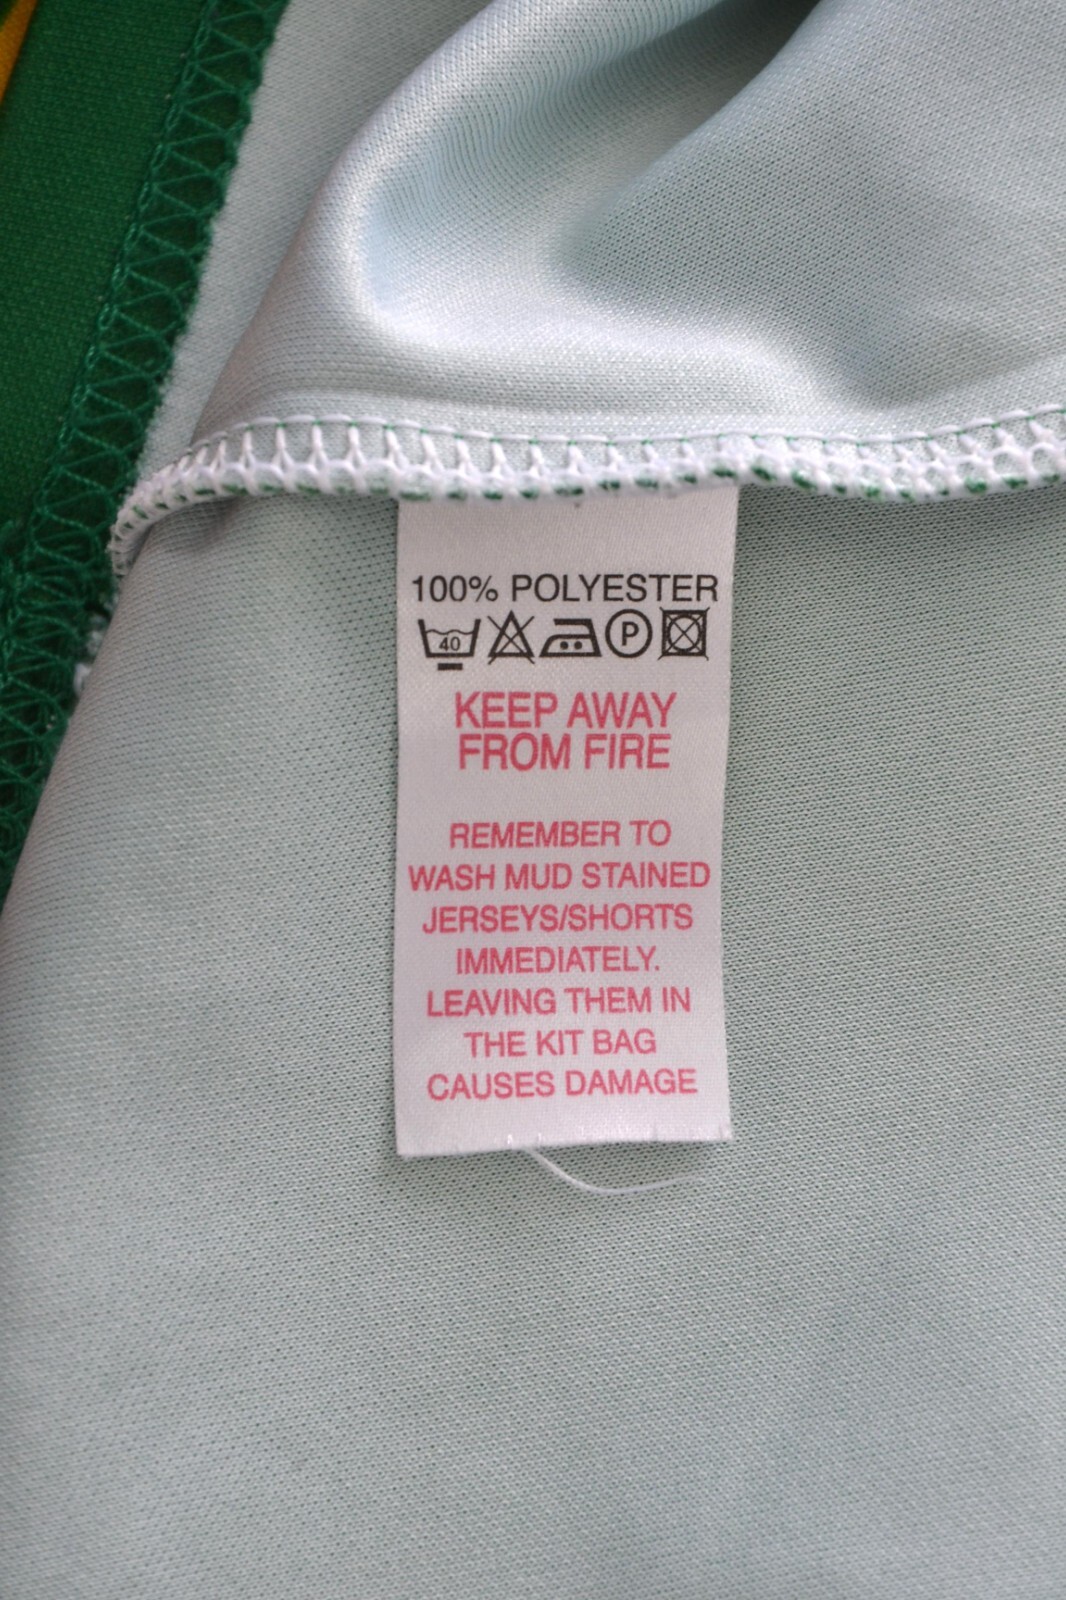 100% POLYESTER
40 P
KEEP AWAY
FROM FIRE
REMEMBER TO
WASH MUD STAINED
JERSEYS/SHORTS
IMMEDIATELY.
LEAVING THEM IN
THE KIT BAG
CAUSES DAMAGE